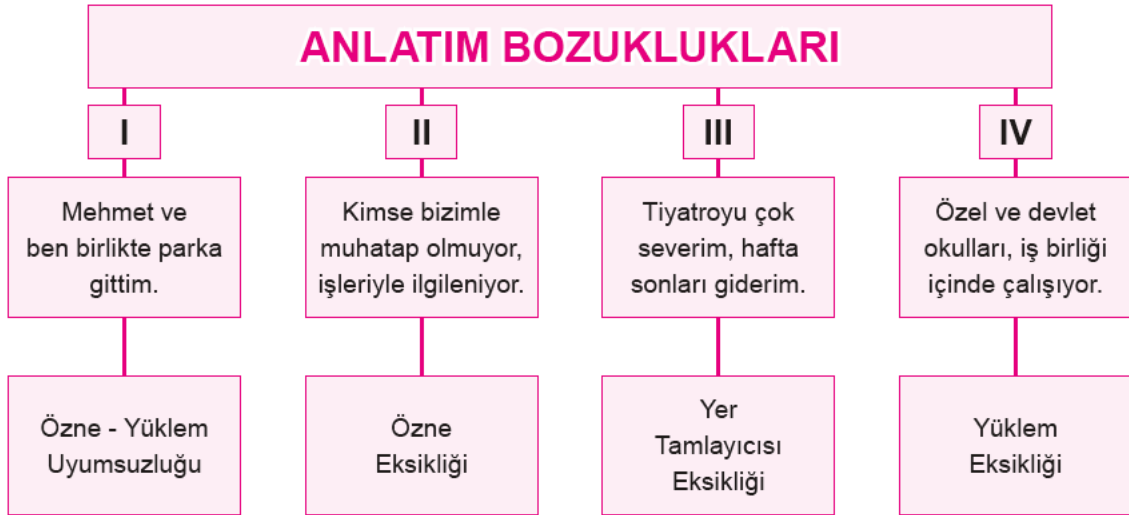 ANLATIM BOZUKLUKLARI
I
Mehmet ve
ben birlikte parka
gittim.
Özne - Yüklem
Uyumsuzluğu
II
Kimse bizimle
muhatap olmuyor,
işleriyle ilgileniyor.
Özne
Eksikliği
III
Tiyatroyu çok
severim, hafta
sonları giderim.
Yer
Tamlayıcısı
Eksikliği
IV
Özel ve devlet
okulları, iş birliği
içinde çalışıyor.
Yüklem
Eksikliği